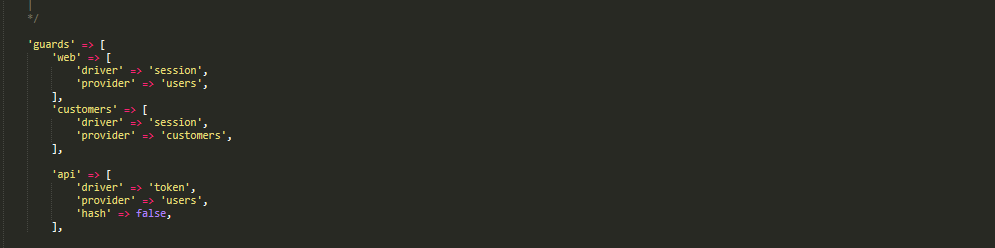 |
*/
'guards' => [
'web' => [
'driver' => 'session',
'provider' => 'users',
],
'customers' => [
'driver' => 'session',
'provider' => 'customers',
],
'api' => [
'driver' => 'token',
'provider' => 'users',
'hash' => false,
],